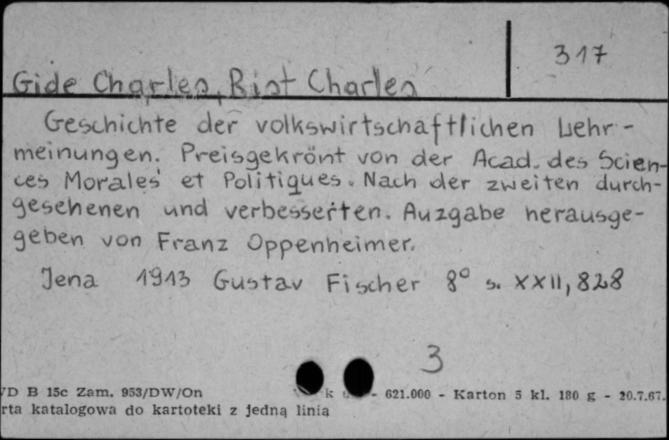 317
Gide Charles, Rist Charles
Geschichte der volkswirtschaftlichen Lehr-
meinungen. Preisgekrönt von der Acad. des Scien-
ces Morales et Politiques. Nach der zweiten durch-
gesehenen und verbesserten. Auzgabe herausge-
geben von Franz Oppenheimer.
Jena 1913 Gustav Fischer 8° s. XXII, 828
3
VD B 15c Zam. 953/DW/On - 621.000 - Karton 5 kl. 180 g - 20.7.67.
rta katalogowa do kartoteki z jedną linią